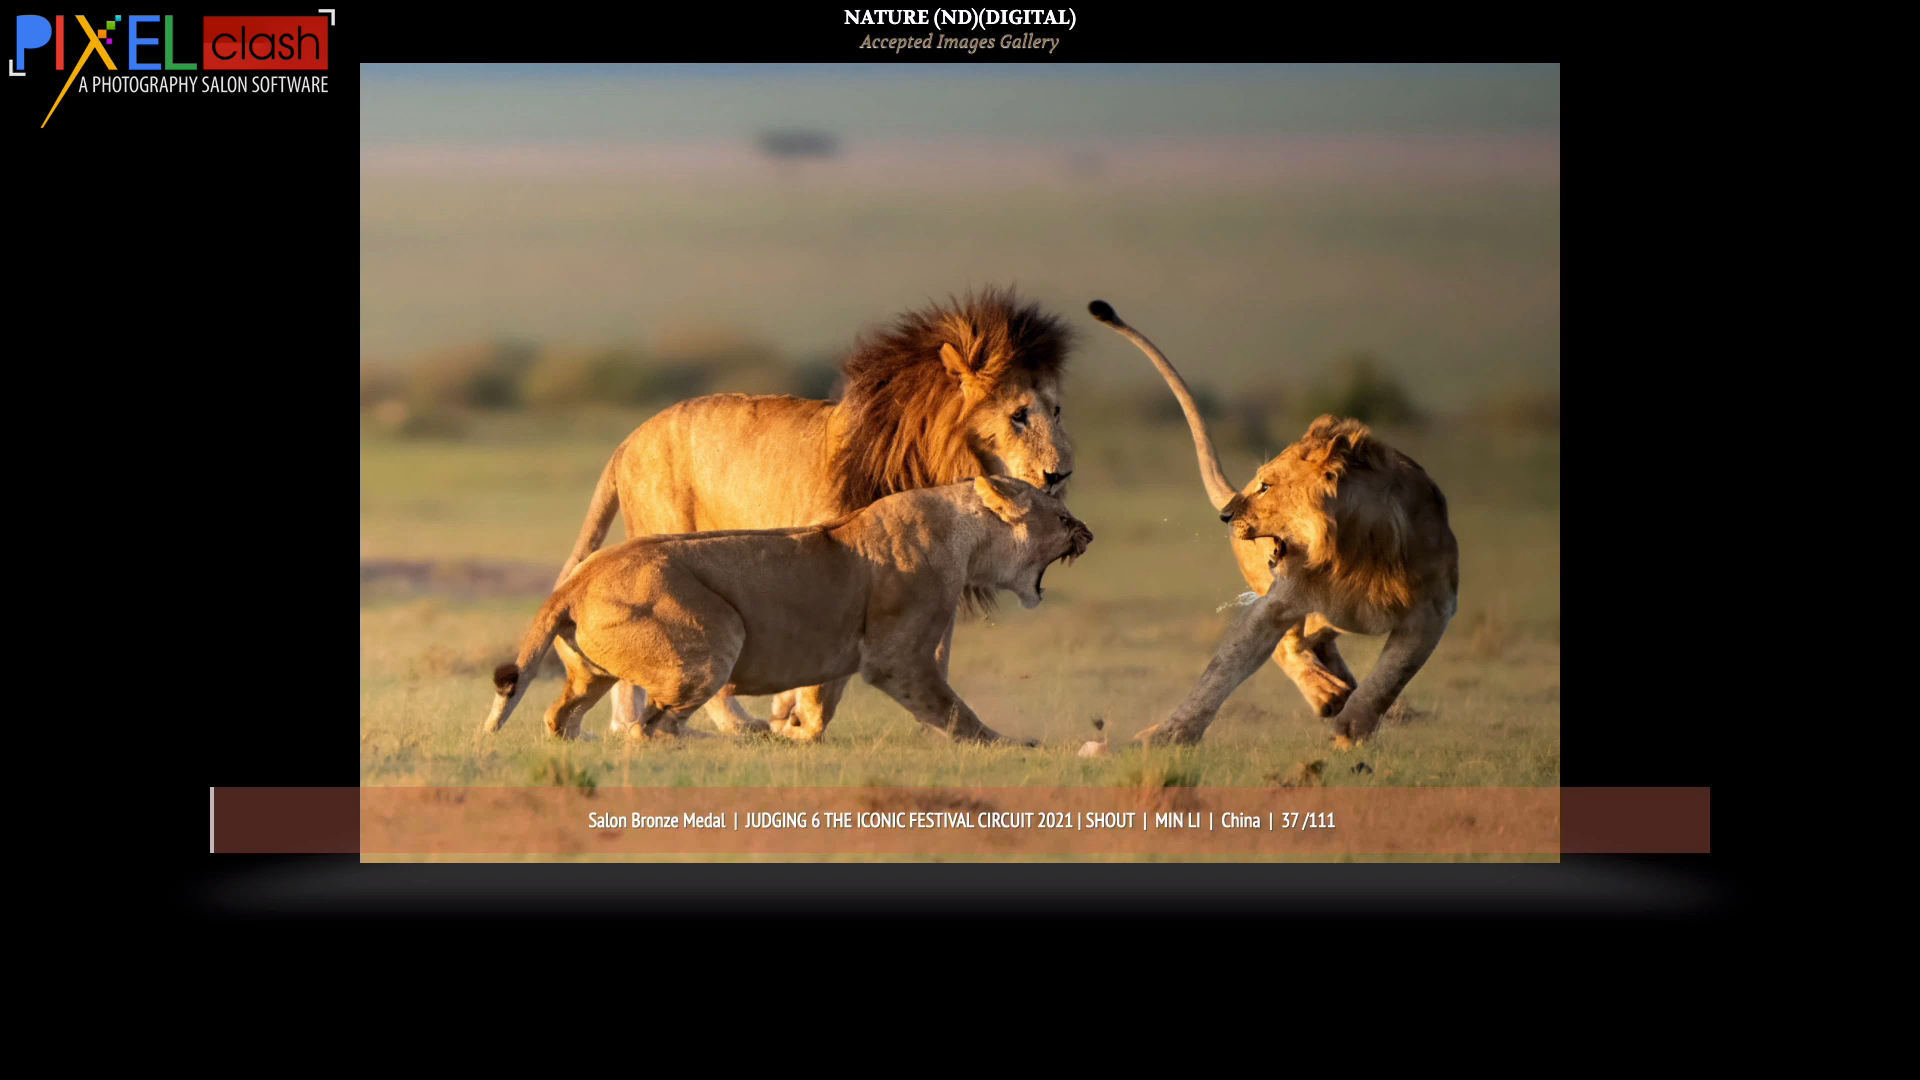 PIXEL clash
A PHOTOGRAPHY SALON SOFTWARE
NATURE (ND)(DIGITAL)
Accepted Images Gallery
Salon Bronze Medal | JUDGING 6 THE ICONIC FESTIVAL CIRCUIT 2021 | SHOUT | MIN LI | China | 37 /111